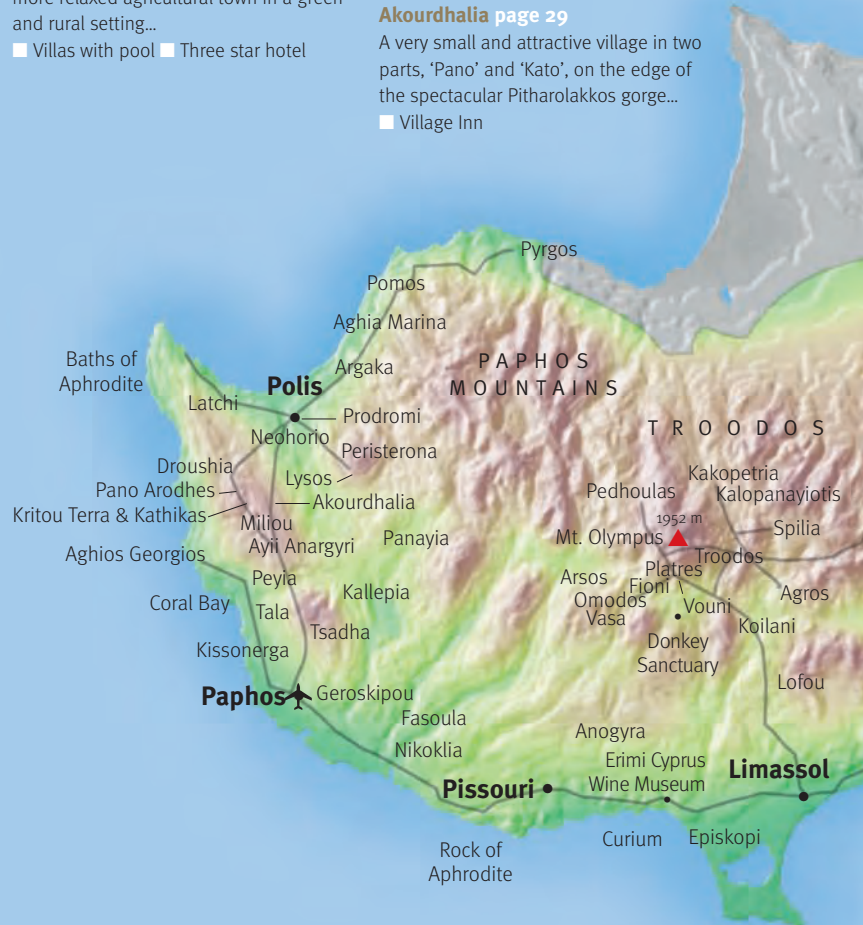 more relaxed agricultural town in a green
and rural setting...
■ Villas with pool ■ Three star hotel
Akourdhalia page 29
A very small and attractive village in two
parts, ‘Pano’ and ‘Kato’, on the edge of
the spectacular Pitharolakkos gorge...
■ Village Inn
Pyrgos
Pomos
Aghia Marina
Baths of
Aphrodite
Argaka
PAPHOS
MOUNTAINS
Polis
Latchi
Prodromi
Neohorio
TROODOS
Peristerona
Droushia
Lysos
Pano Arodhes
Akourdhalia
Kritou Terra & Kathikas
Miliou
Kakopetria
Pedhoulas
Kalopanayiotis
1952 m
Mt. Olympus
Spilia
Troodos
Aghios Georgios
Ayii Anargyri
Panayia
Platres
Peyia
Kallepia
Arsos
Fioni
Omodos
Vouni
Agros
Coral Bay
Tala
Vasa
Koilani
Tsadha
Donkey
Sanctuary
Kissonerga
Lofou
Paphos
Geroskipou
Fasoula
Anogyra
Nikoklia
Erimi Cyprus
Wine Museum
Limassol
Pissouri
Rock of
Aphrodite
Curium
Episkopi